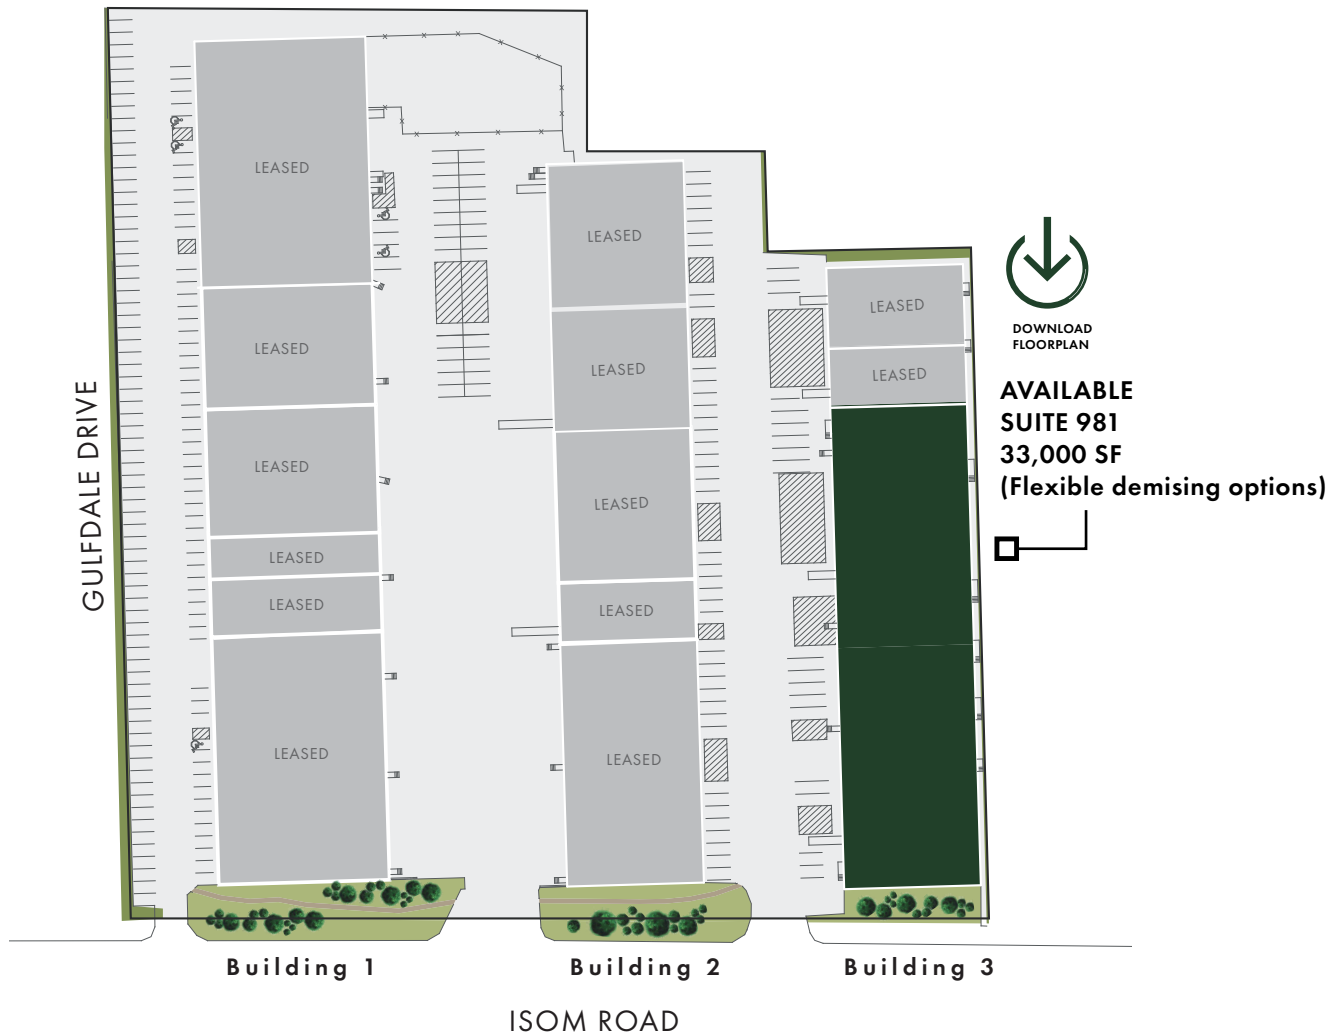 LEASED
LEASED
LEASED
LEASED
LEASED
LEASED
LEASED
LEASED
LEASED
LEASED
LEASED
LEASED
LEASED
DOWNLOAD
FLOORPLAN
AVAILABLE
SUITE 981
33,000 SF
(Flexible demising options)
GULFDALE DRIVE
Building 1
Building 2
Building 3
ISOM ROAD